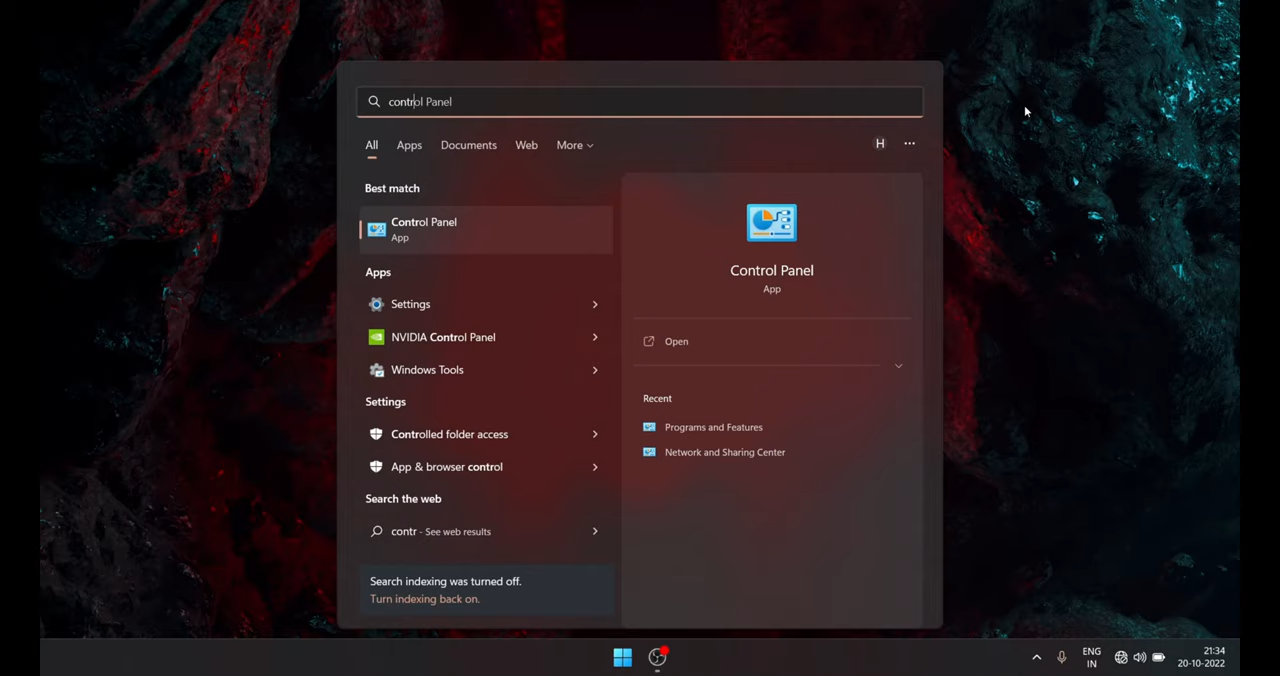 control Panel
All Apps Documents Web More
H
Best match
Control Panel
App
Apps
Settings
NVIDIA Control Panel
Windows Tools
Settings
Controlled folder access
App & browser control
Search the web
contr - See web results
Search indexing was turned off.
Turn indexing back on.
Control Panel
App
Open
Recent
Programs and Features
Network and Sharing Center
ENG
IN
21:34
20-10-2022